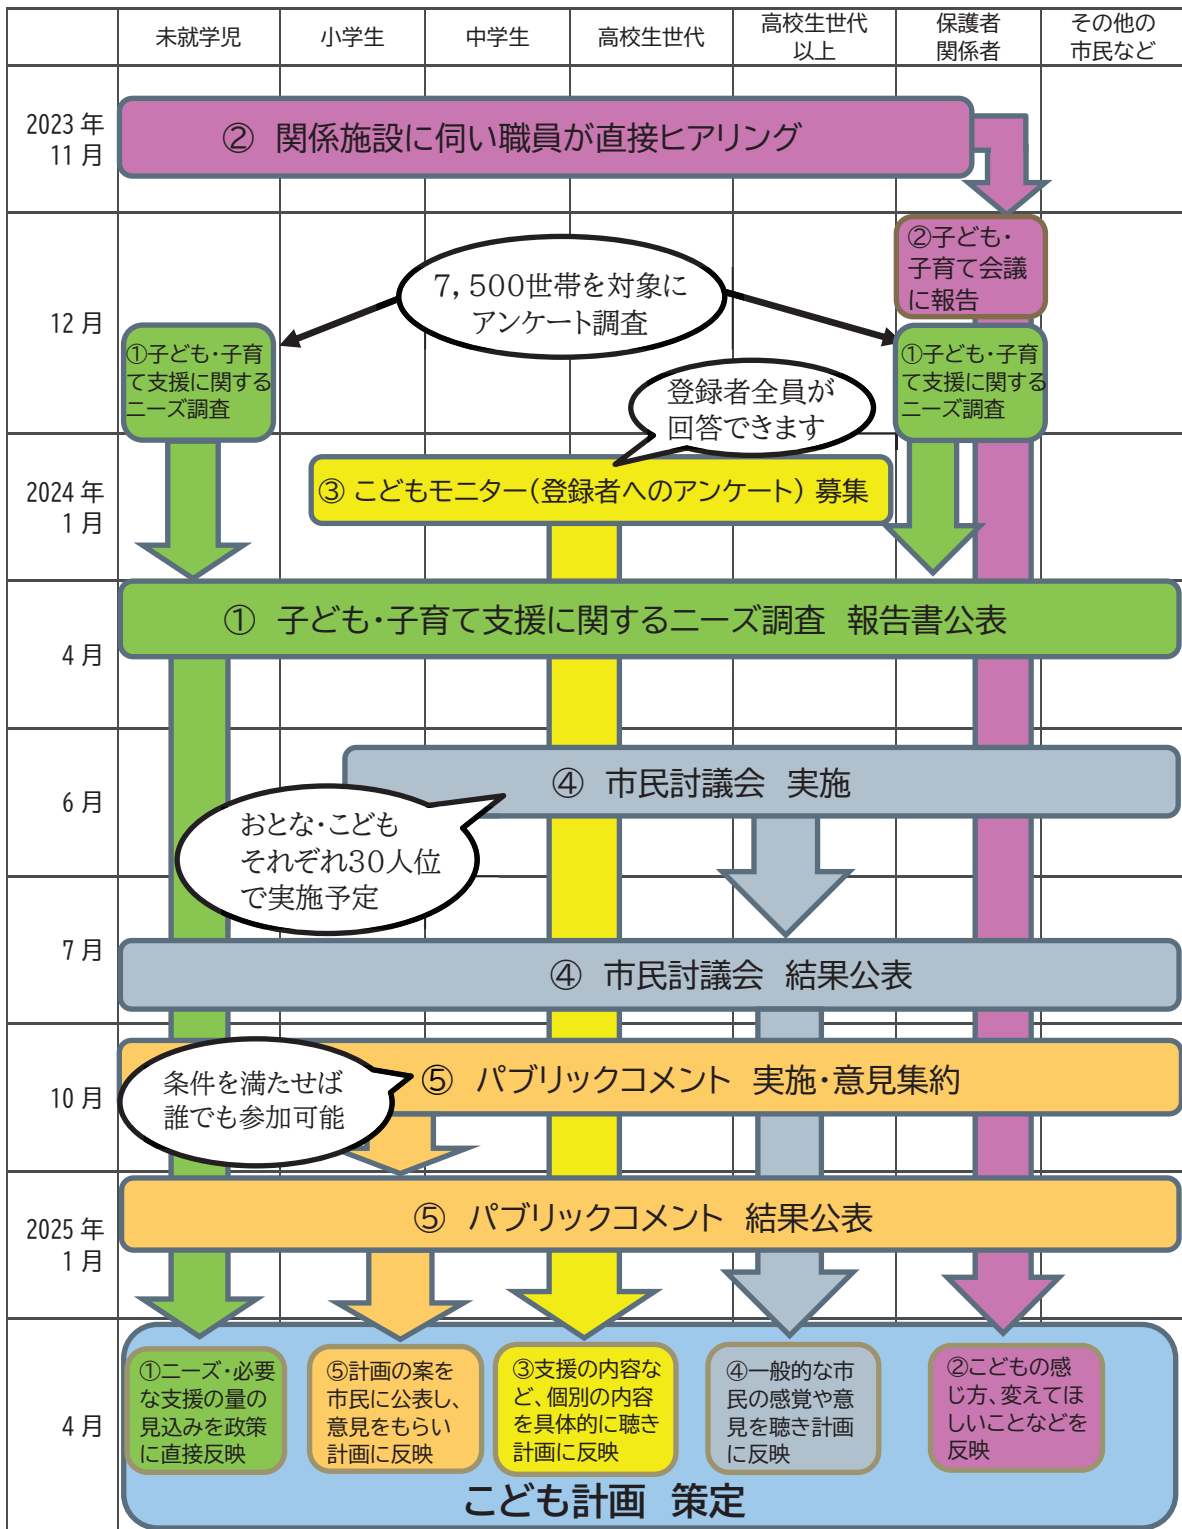 未就学児
小学生
中学生
高校生世代
高校生世代
以上
保護者
関係者
その他の
市民など
2023年
11月
② 関係施設に伺い職員が直接ヒアリング
12月
②子ども・
子育て会議
に報告
7,500世帯を対象に
アンケート調査
①子ども・子育
て支援に関する
ニーズ調査
①子ども・子育
て支援に関する
ニーズ調査
登録者全員が
回答できます
2024年
1月
③ こどもモニター(登録者へのアンケート) 募集
4月
① 子ども・子育て支援に関するニーズ調査 報告書公表
6月
④ 市民討議会 実施
おとな・こども
それぞれ30人位
で実施予定
7月
④ 市民討議会 結果公表
10月
⑤ パブリックコメント 実施・意見集約
条件を満たせば
誰でも参加可能
2025年
1月
⑤ パブリックコメント 結果公表
4月
①ニーズ・必要
な支援の量の
見込みを政策
に直接反映
⑤計画の案を
市民に公表し、
意見をもらい
計画に反映
③支援の内容な
ど、個別の内容
を具体的に聴き
計画に反映
④一般的な市
民の感覚や意
見を聴き計画
に反映
②こどもの感
じ方、変えてほ
しいことなどを
反映
こども計画 策定